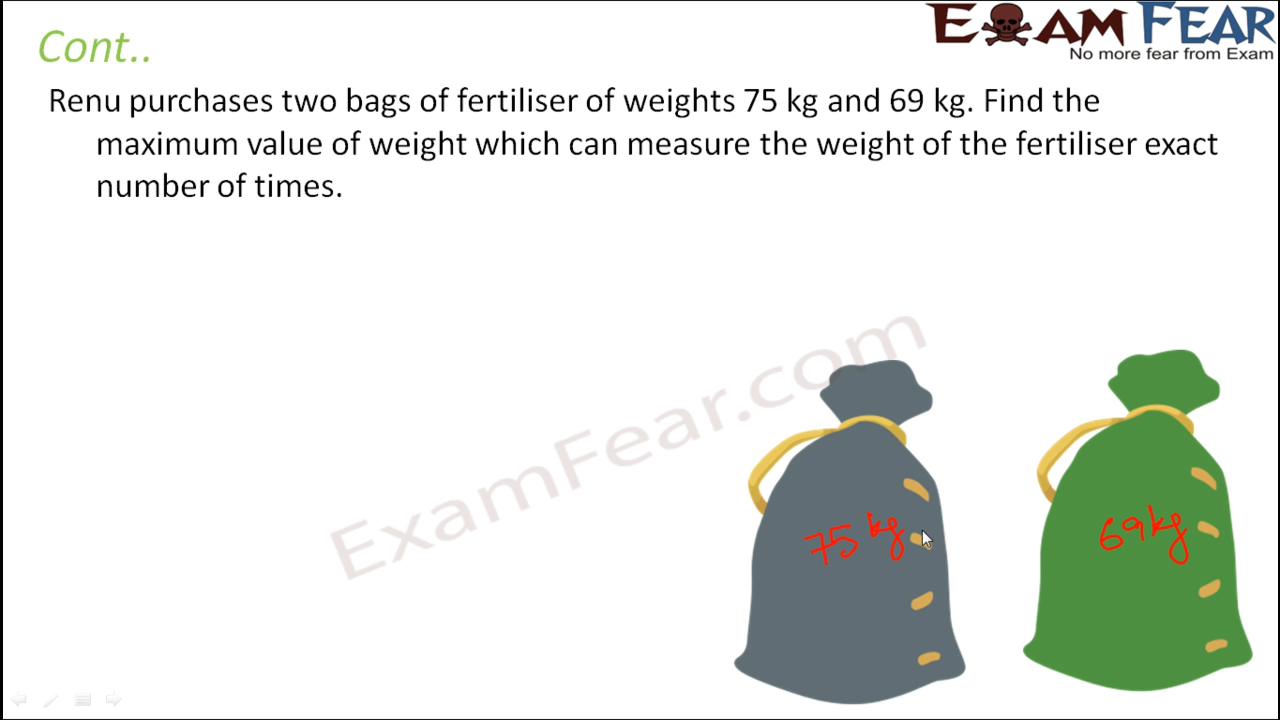 Cont..
EXAM FEAR
No more fear from Exam
Renu purchases two bags of fertiliser of weights 75 kg and 69 kg. Find the
maximum value of weight which can measure the weight of the fertiliser exact
number of times.
ExamFear.com
75 kg
69 kg